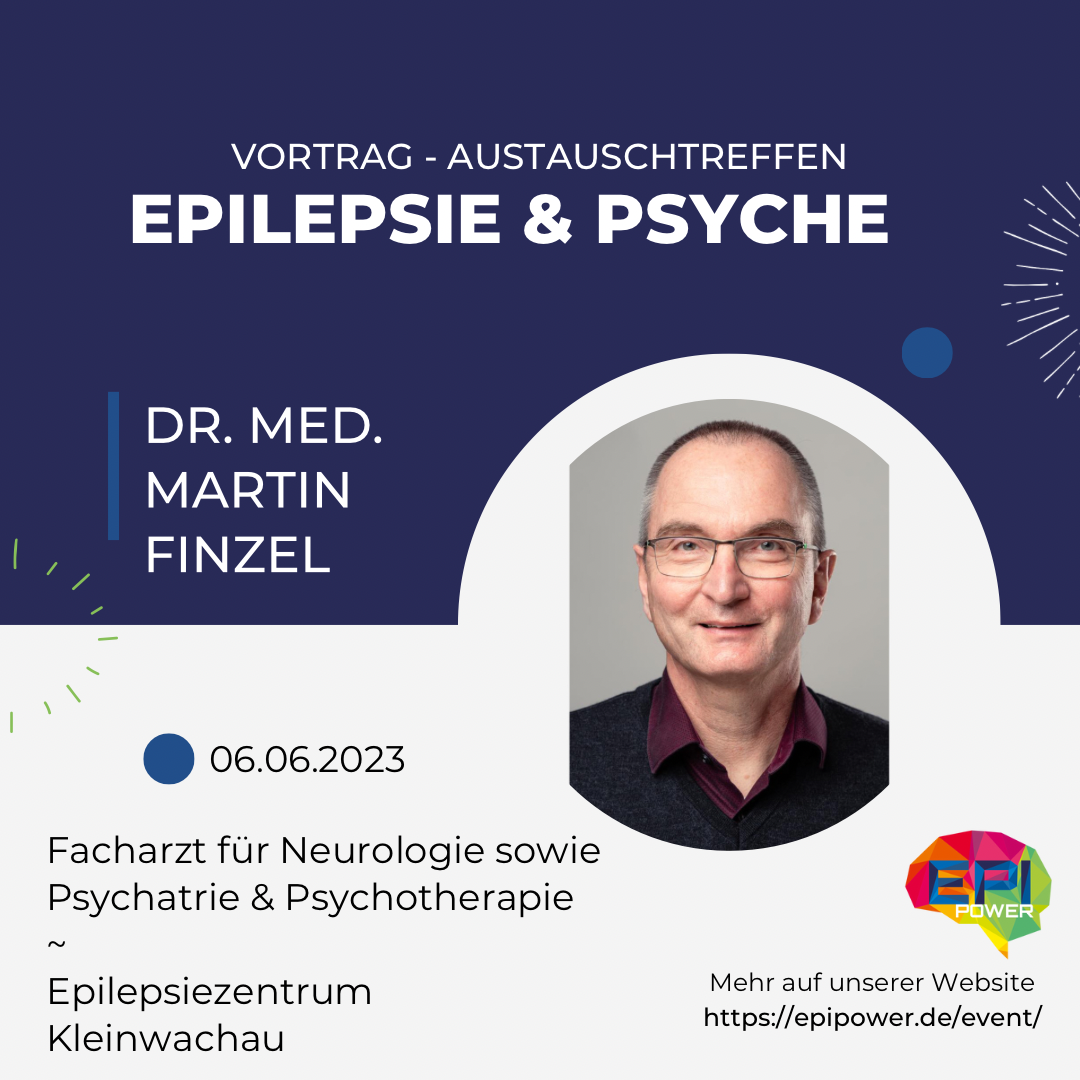 VORTRAG - AUSTAUSCHTREFFEN
EPILEPSIE & PSYCHE
DR. MED.
MARTIN
FINZEL
06.06.2023
Facharzt für Neurologie sowie
Psychatrie & Psychotherapie
~
Epilepsiezentrum
Kleinwachau
EPI
POWER
Mehr auf unserer Website
https://epipower.de/event/